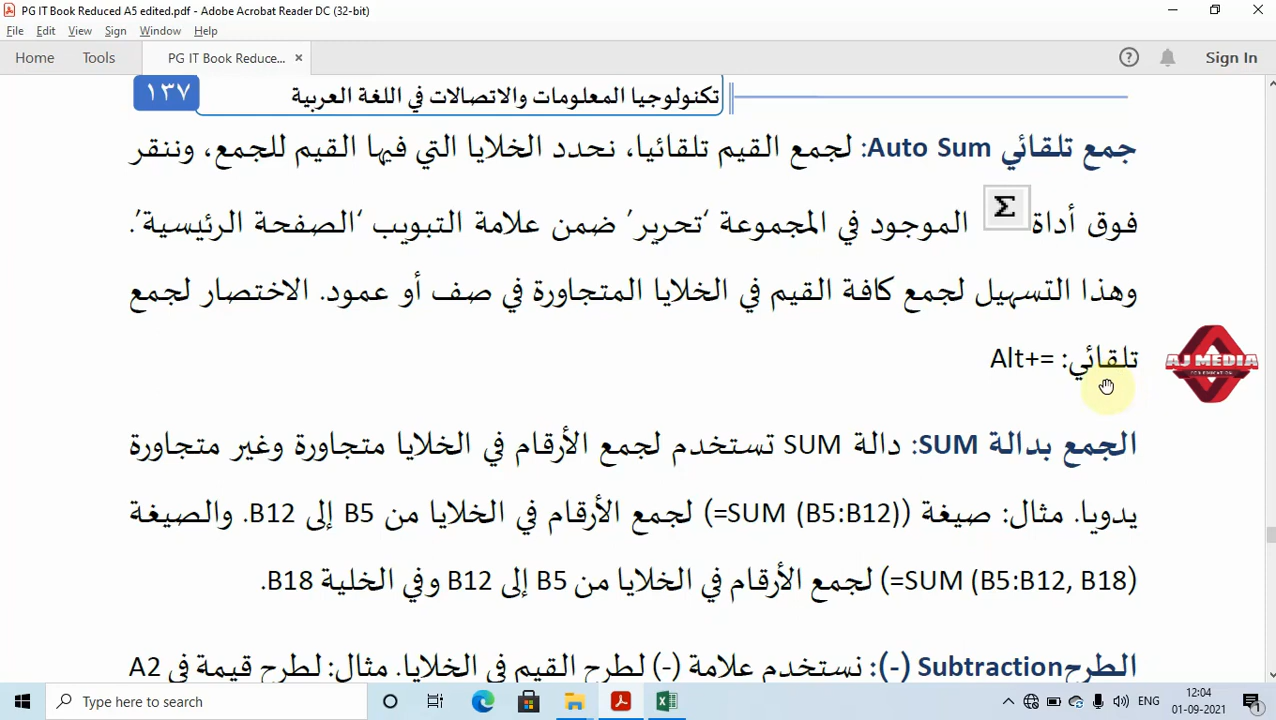 PG IT Book Reduced A5 edited.pdf - Adobe Acrobat Reader DC (32-bit)
File Edit View Sign Window Help
Home Tools PG IT Book Reduce... × Sign In
تكنولوجيا المعلومات والاتصالات في اللغة العربية ١٣٧
جمع تلقائي Auto Sum: لجمع القيم تلقائيا، نحدد الخلايا التي فيها القيم للجمع، وننقر
فوق أداة Σ الموجود في المجموعة ‘تحرير’ ضمن علامة التبويب ‘الصفحة الرئيسية’.
وهذا التسهيل لجمع كافة القيم في الخلايا المتجاورة في صف أو عمود. الاختصار لجمع
تلقائي: Alt+=
AJ MEDIA
FOR EDUCATION
الجمع بدالة SUM: دالة SUM تستخدم لجمع الأرقام في الخلايا متجاورة وغير متجاورة
يدويا. مثال: صيغة (=SUM (B5:B12)) لجمع الأرقام في الخلايا من B5 إلى B12. والصيغة
(=SUM (B5:B12, B18) لجمع الأرقام في الخلايا من B5 إلى B12 وفي الخلية B18.
الطرح Subtraction (-): نستخدم علامة (-) لطرح القيم في الخلايا. مثال: لطرح قيمة في A2
Type here to search
ENG
12:04
01-09-2021